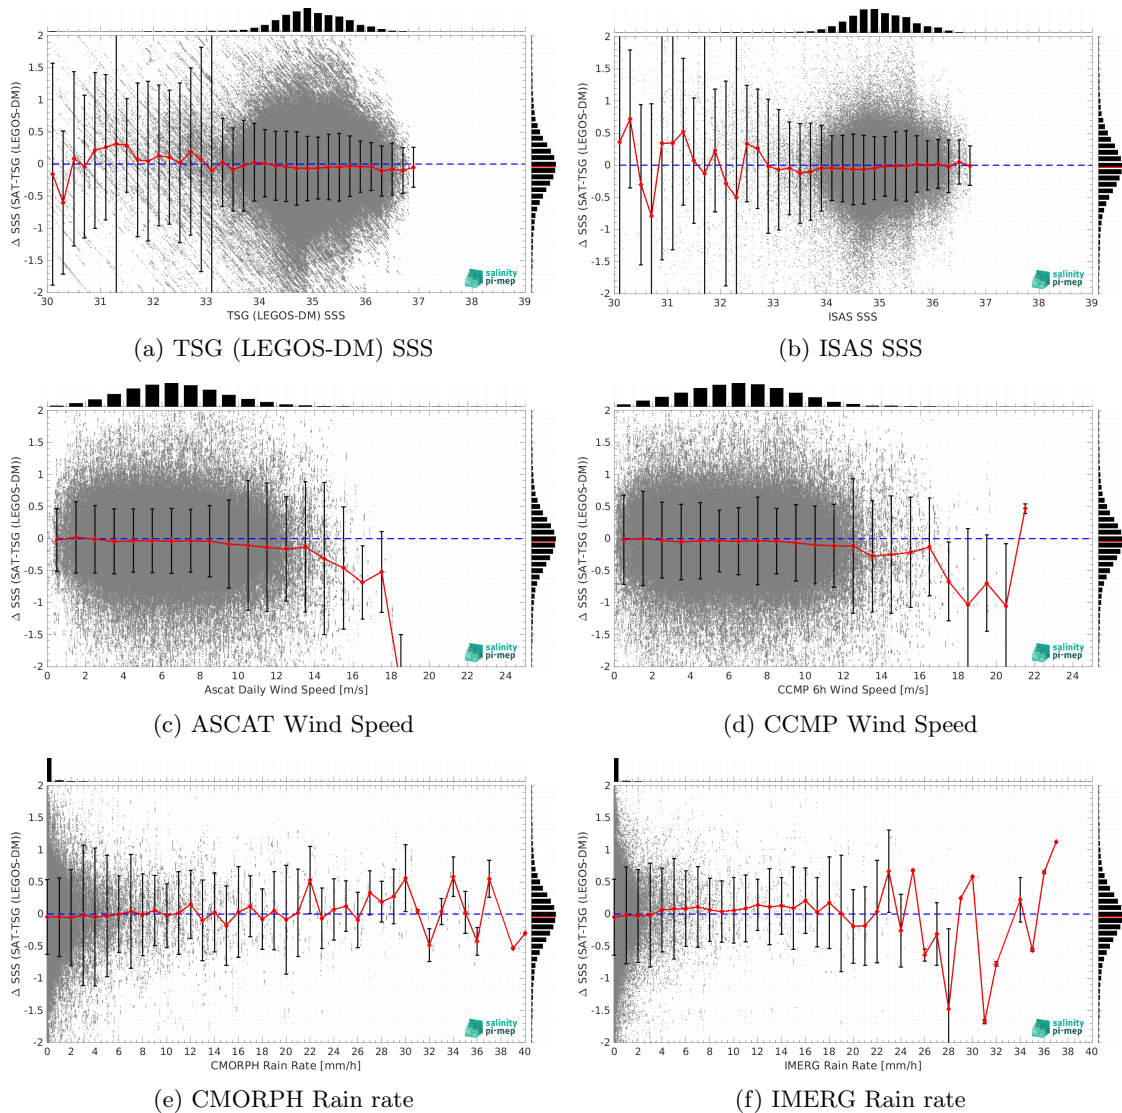 Δ SSS (SAT-TSG (LEGOS-DM))
2
1.5
1
0.5
0
-0.5
-1
-1.5
-2
30 31 32 33 34 35 36 37 38 39
TSG (LEGOS-DM) SSS
salinity
pi-mep
(a) TSG (LEGOS-DM) SSS
Δ SSS (SAT-TSG (LEGOS-DM))
2
1.5
1
0.5
0
-0.5
-1
-1.5
-2
30 31 32 33 34 35 36 37 38 39
ISAS SSS
salinity
pi-mep
(b) ISAS SSS
Δ SSS (SAT-TSG (LEGOS-DM))
2
1.5
1
0.5
0
-0.5
-1
-1.5
-2
0 2 4 6 8 10 12 14 16 18 20 22 24
Ascat Daily Wind Speed [m/s]
salinity
pi-mep
(c) ASCAT Wind Speed
Δ SSS (SAT-TSG (LEGOS-DM))
2
1.5
1
0.5
0
-0.5
-1
-1.5
-2
0 2 4 6 8 10 12 14 16 18 20 22 24
CCMP 6h Wind Speed [m/s]
salinity
pi-mep
(d) CCMP Wind Speed
Δ SSS (SAT-TSG (LEGOS-DM))
2
1.5
1
0.5
0
-0.5
-1
-1.5
-2
0 2 4 6 8 10 12 14 16 18 20 22 24 26 28 30 32 34 36 38 40
CMORPH Rain Rate [mm/h]
salinity
pi-mep
(e) CMORPH Rain rate
Δ SSS (SAT-TSG (LEGOS-DM))
2
1.5
1
0.5
0
-0.5
-1
-1.5
-2
0 2 4 6 8 10 12 14 16 18 20 22 24 26 28 30 32 34 36 38 40
IMERG Rain Rate [mm/h]
salinity
pi-mep
(f) IMERG Rain rate